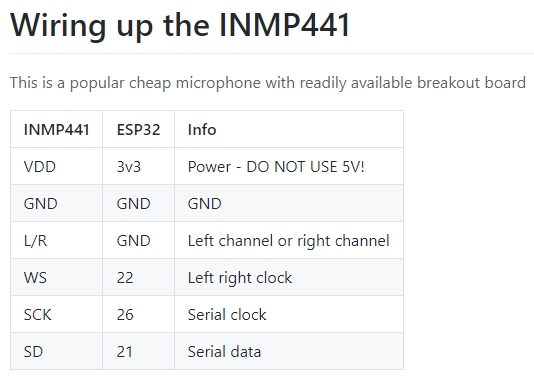 Wiring up the INMP441
This is a popular cheap microphone with readily available breakout board
INMP441 ESP32 Info
VDD 3v3 Power - DO NOT USE 5V!
GND GND GND
L/R GND Left channel or right channel
WS 22 Left right clock
SCK 26 Serial clock
SD 21 Serial data